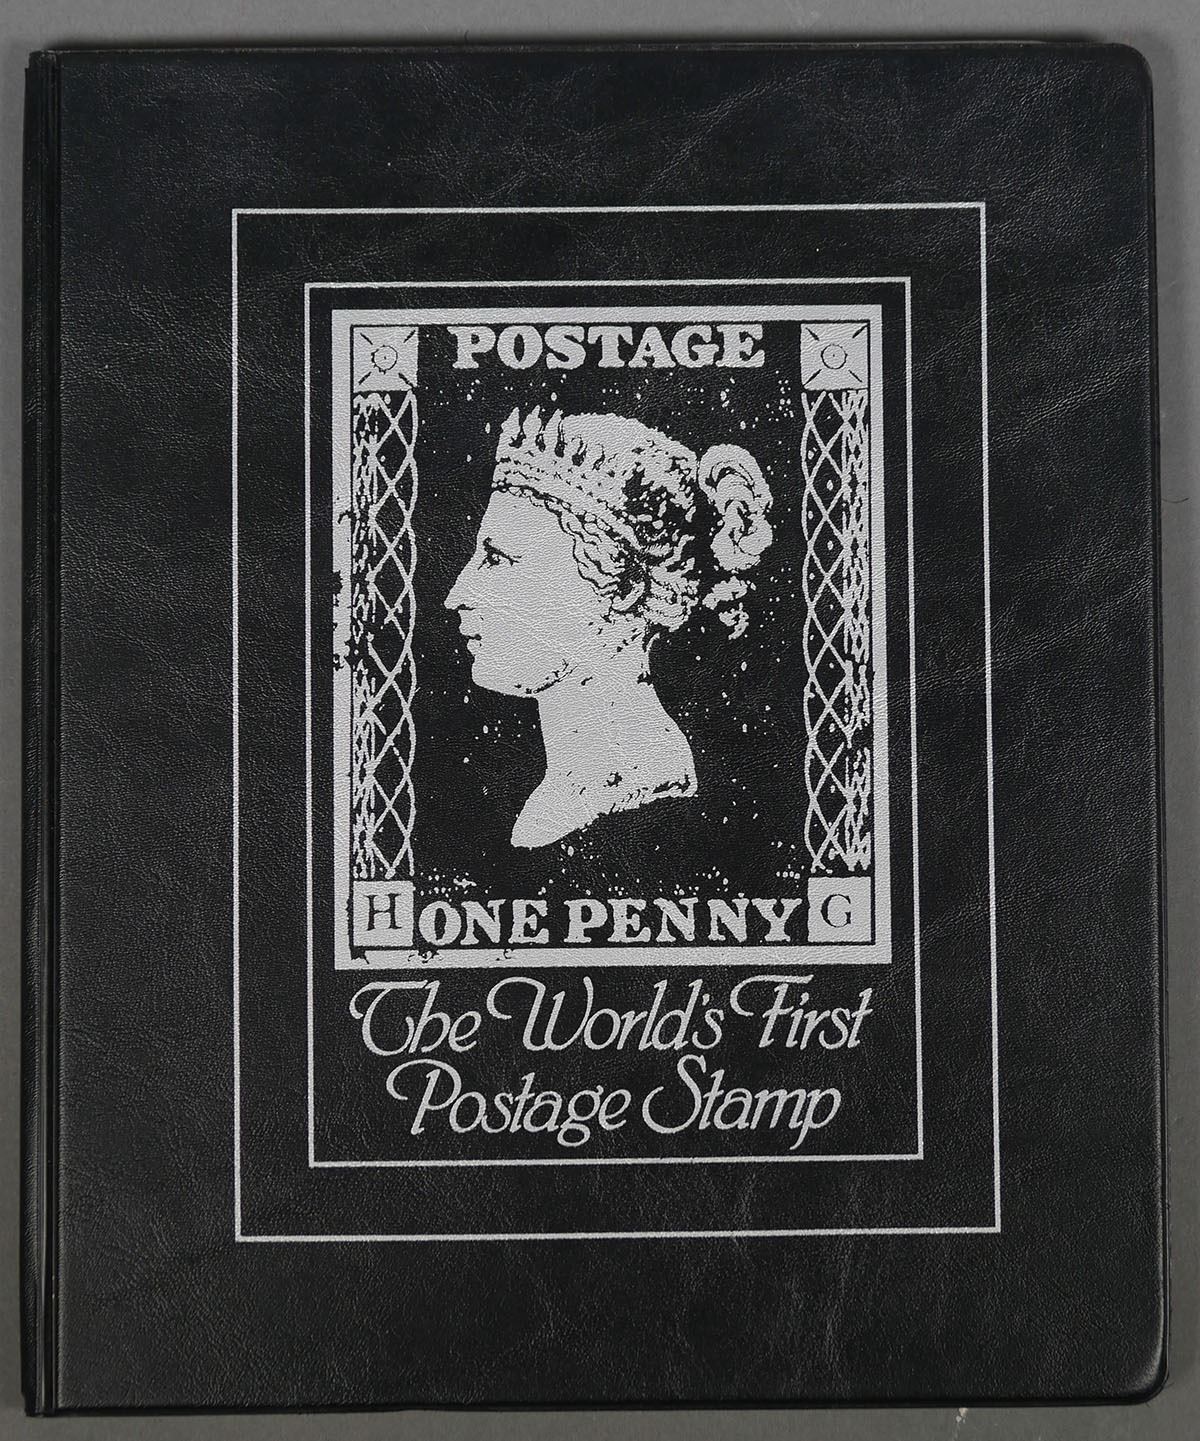 POSTAGE
H ONE PENNY G
The World's First
Postage Stamp